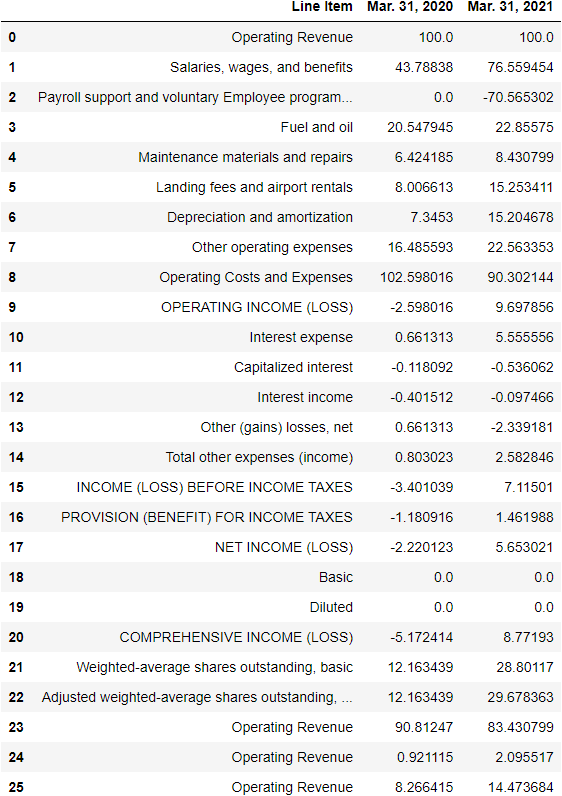 Line Item Mar. 31, 2020 Mar. 31, 2021
0 Operating Revenue 100.0 100.0
1 Salaries, wages, and benefits 43.78838 76.559454
2 Payroll support and voluntary Employee program... 0.0 -70.565302
3 Fuel and oil 20.547945 22.85575
4 Maintenance materials and repairs 6.424185 8.430799
5 Landing fees and airport rentals 8.006613 15.253411
6 Depreciation and amortization 7.3453 15.204678
7 Other operating expenses 16.485593 22.563353
8 Operating Costs and Expenses 102.598016 90.302144
9 OPERATING INCOME (LOSS) -2.598016 9.697856
10 Interest expense 0.661313 5.555556
11 Capitalized interest -0.118092 -0.536062
12 Interest income -0.401512 -0.097466
13 Other (gains) losses, net 0.661313 -2.339181
14 Total other expenses (income) 0.803023 2.582846
15 INCOME (LOSS) BEFORE INCOME TAXES -3.401039 7.11501
16 PROVISION (BENEFIT) FOR INCOME TAXES -1.180916 1.461988
17 NET INCOME (LOSS) -2.220123 5.653021
18 Basic 0.0 0.0
19 Diluted 0.0 0.0
20 COMPREHENSIVE INCOME (LOSS) -5.172414 8.77193
21 Weighted-average shares outstanding, basic 12.163439 28.80117
22 Adjusted weighted-average shares outstanding, ... 12.163439 29.678363
23 Operating Revenue 90.81247 83.430799
24 Operating Revenue 0.921115 2.095517
25 Operating Revenue 8.266415 14.473684